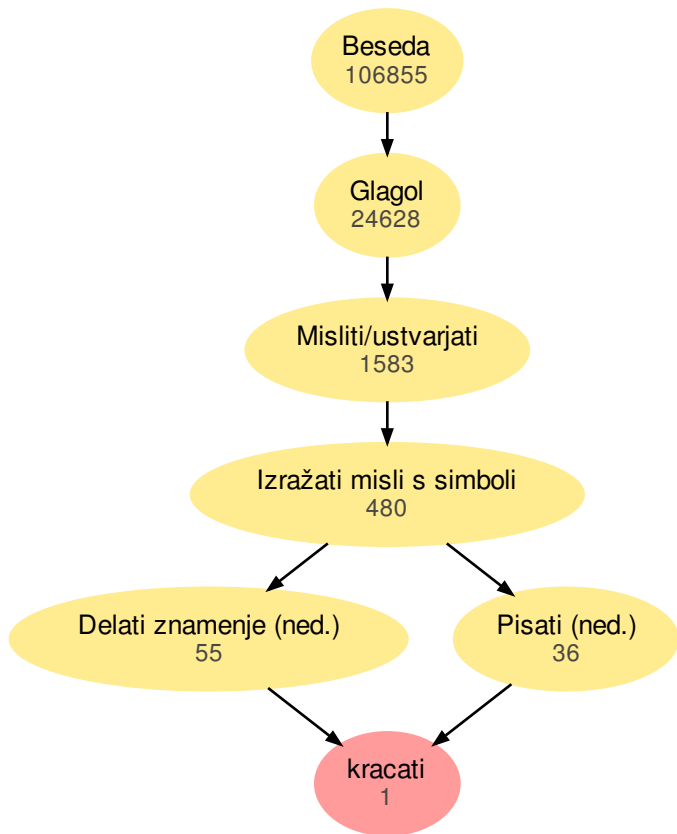 Beseda
106855
Glagol
24628
Misliti/ustvarjati
1583
Izražati misli s simboli
480
Delati znamenje (ned.)
55
Pisati (ned.)
36
kracati
1